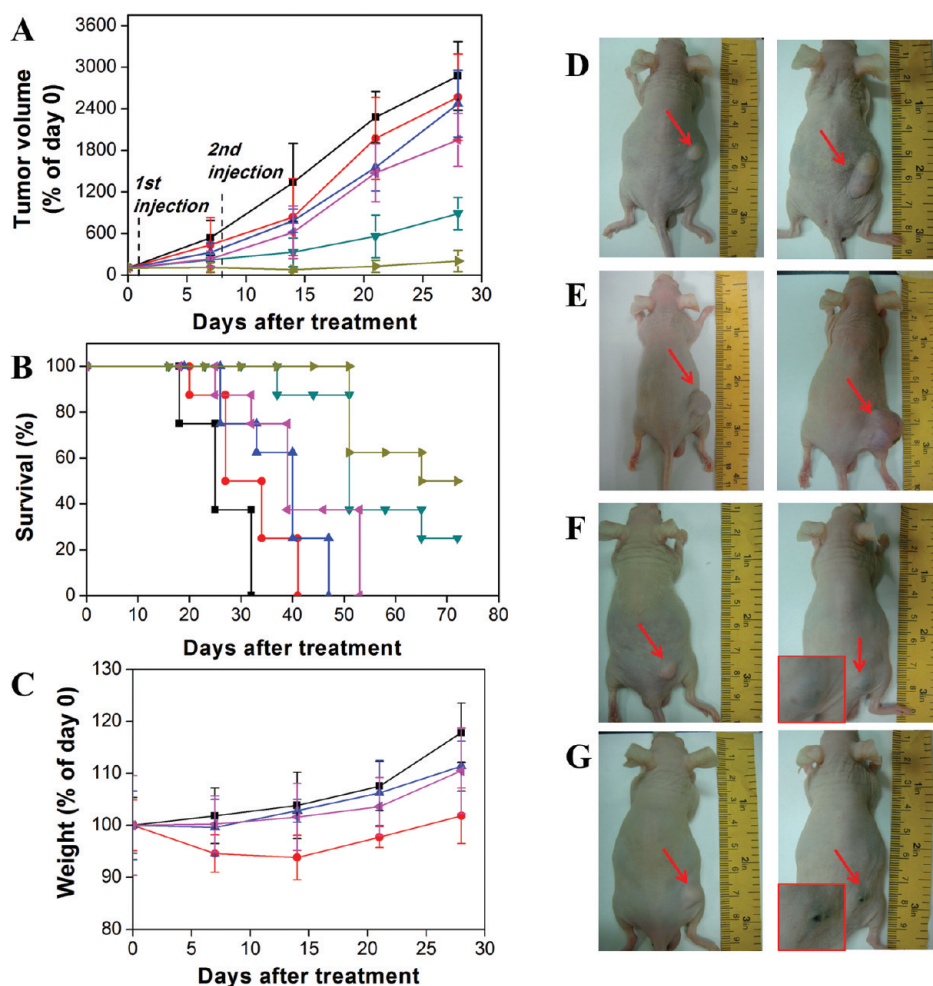 A
Tumor volume
(% of day 0)
3600
3000
2400
1800
1200
600
0
1st
injection
2nd
injection
0 5 10 15 20 25 30
Days after treatment
B
Survival (%)
100
80
60
40
20
0
0 10 20 30 40 50 60 70 80
Days after treatment
C
Weight (% of day 0)
130
120
110
100
90
80
0 5 10 15 20 25 30
Days after treatment
D
E
F
G